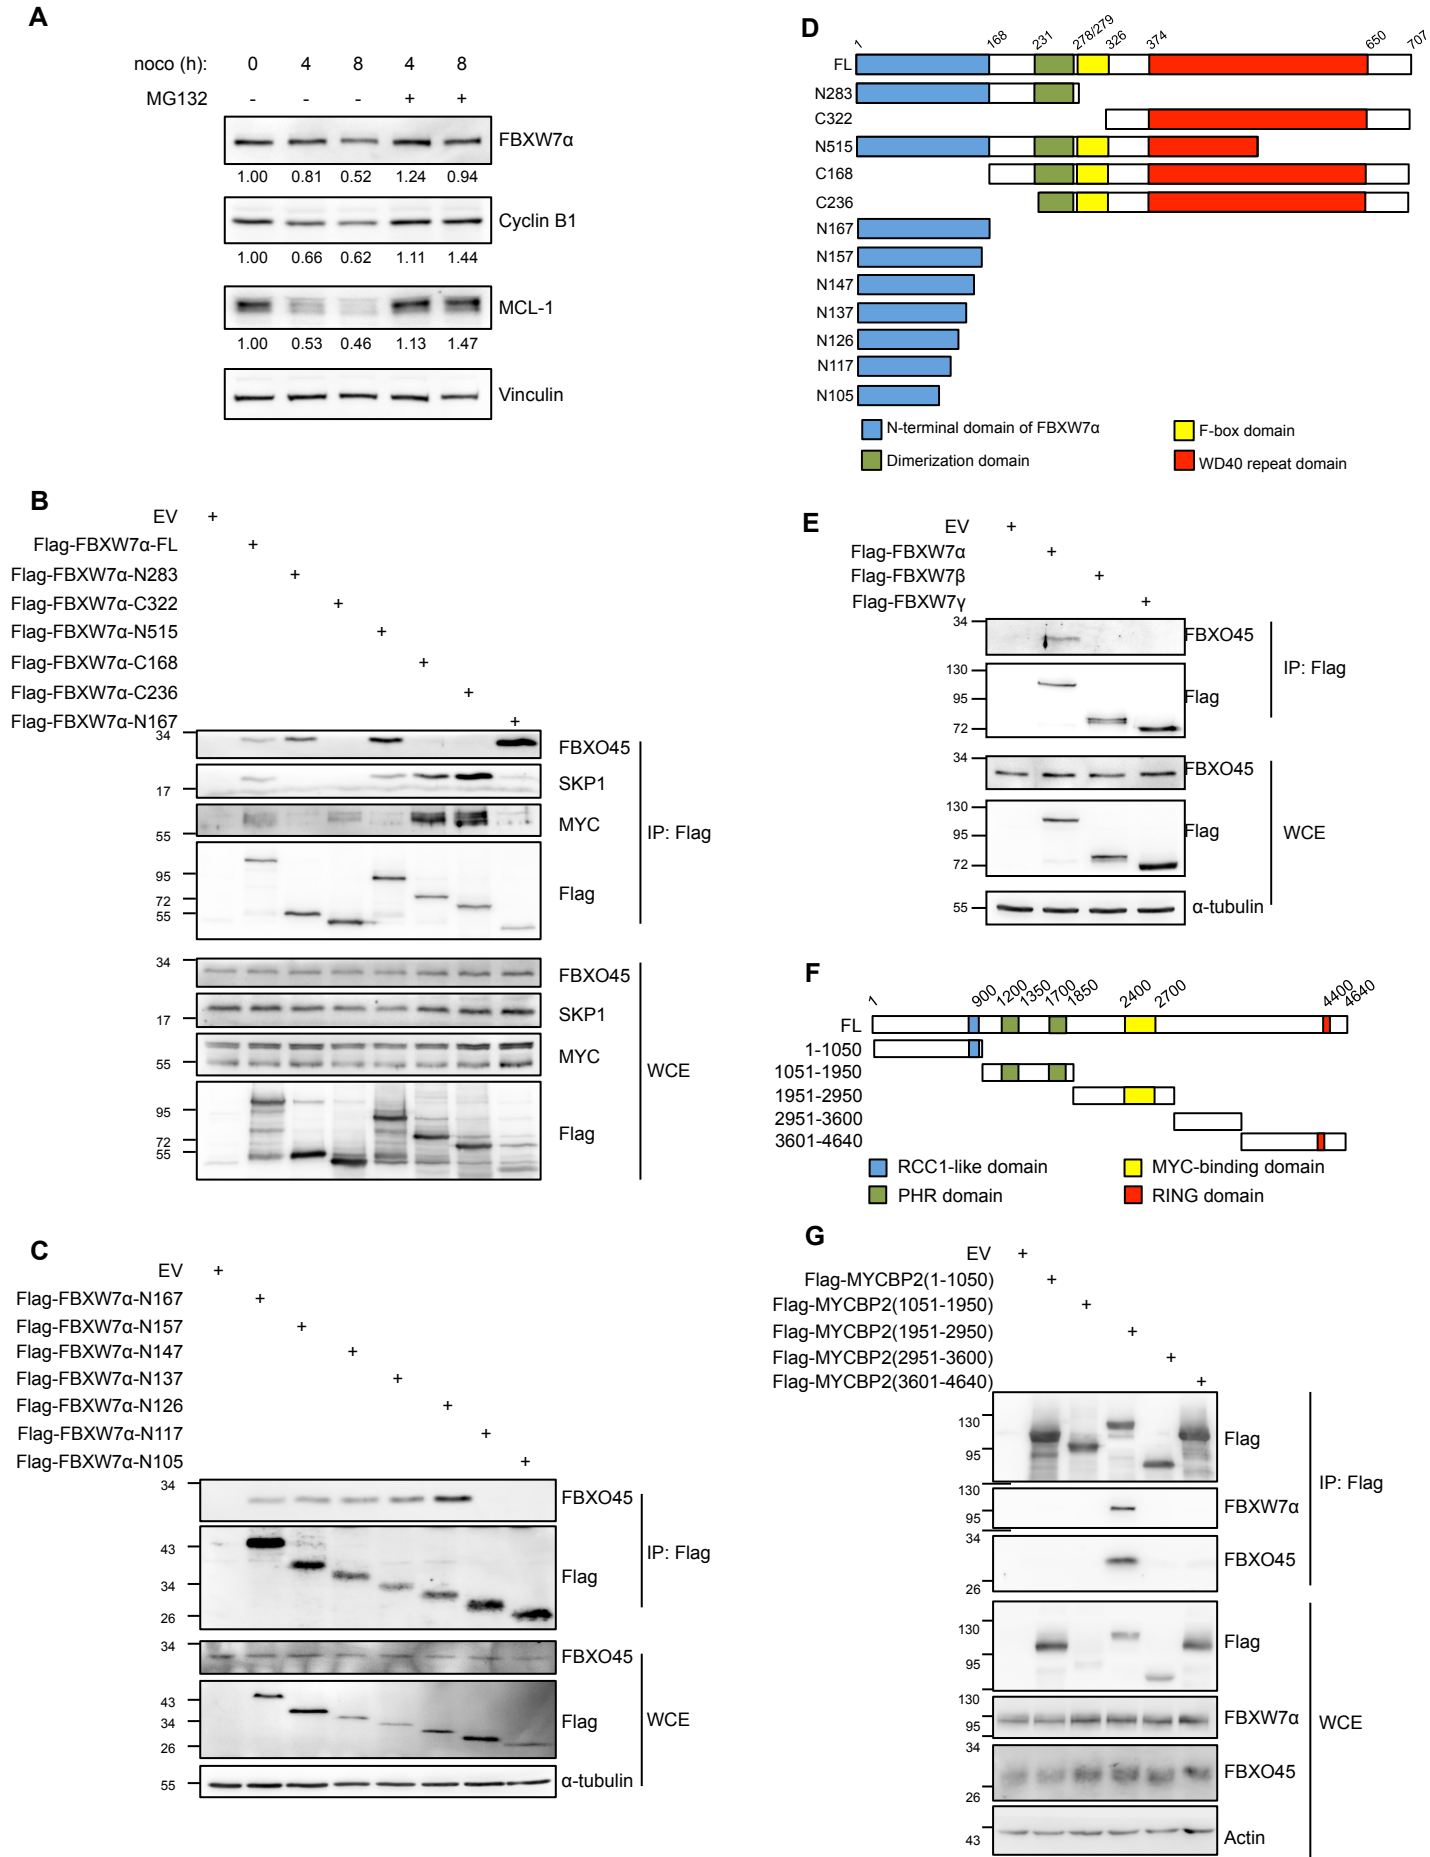 A
noco (h): 0 4 8 4 8
MG132 - - - + +
FBXW7α
1.00 0.81 0.52 1.24 0.94
Cyclin B1
1.00 0.66 0.62 1.11 1.44
MCL-1
1.00 0.53 0.46 1.13 1.47
Vinculin
B
EV +
Flag-FBXW7α-FL +
Flag-FBXW7α-N283 +
Flag-FBXW7α-C322 +
Flag-FBXW7α-N515 +
Flag-FBXW7α-C168 +
Flag-FBXW7α-C236 +
Flag-FBXW7α-N167 +
34 FBXO45
SKP1
17
MYC
55
IP: Flag
95 Flag
72
55
34 FBXO45
SKP1
17
MYC
55
WCE
95 Flag
72
55
C
EV +
Flag-FBXW7α-N167 +
Flag-FBXW7α-N157 +
Flag-FBXW7α-N147 +
Flag-FBXW7α-N137 +
Flag-FBXW7α-N126 +
Flag-FBXW7α-N117 +
Flag-FBXW7α-N105 +
34 FBXO45
43 IP: Flag
34 Flag
26
34 FBXO45
43
34 Flag WCE
26
55 α-tubulin
D
1 168 231 278/279 326 374 650 707
FL
N283
C322
N515
C168
C236
N167
N157
N147
N137
N126
N117
N105
N-terminal domain of FBXW7α F-box domain
Dimerization domain WD40 repeat domain
E
EV +
Flag-FBXW7α +
Flag-FBXW7β +
Flag-FBXW7γ +
34 FBXO45
IP: Flag
130
95 Flag
72
34 FBXO45
130
95 Flag WCE
72
55 α-tubulin
F
1 900 1200 1350 1700 1850 2400 2700 4400 4640
FL
1-1050
1051-1950
1951-2950
2951-3600
3601-4640
RCC1-like domain MYC-binding domain
PHR domain RING domain
G
EV +
Flag-MYCBP2(1-1050) +
Flag-MYCBP2(1051-1950) +
Flag-MYCBP2(1951-2950) +
Flag-MYCBP2(2951-3600) +
Flag-MYCBP2(3601-4640) +
130 Flag
95
IP: Flag
130 FBXW7α
95
34 FBXO45
26
130 Flag
95
130 FBXW7α WCE
95
34 FBXO45
26
43 Actin